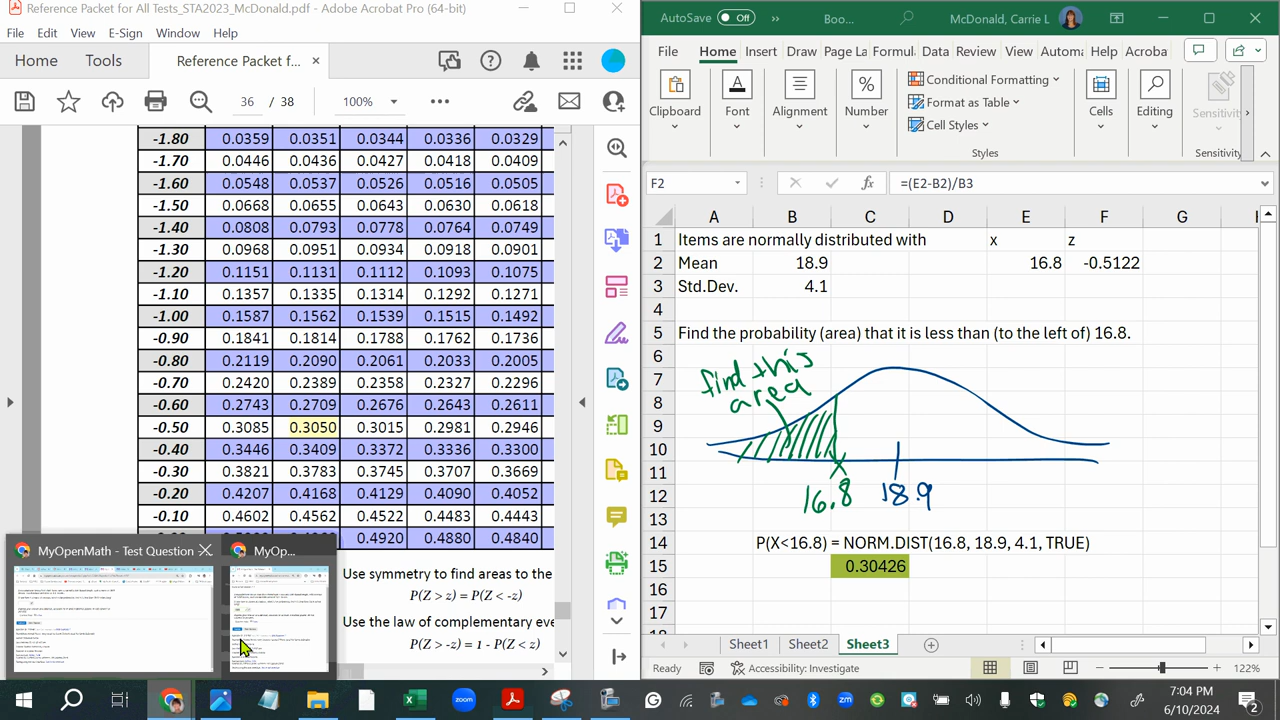 Reference Packet for All Tests_STA2023_McDonald.pdf - Adobe Acrobat Pro (64-bit)
File Edit View E-Sign Window Help
Home Tools Reference Packet f... ×
36 / 38 100%
-1.80 0.0359 0.0351 0.0344 0.0336 0.0329
-1.70 0.0446 0.0436 0.0427 0.0418 0.0409
-1.60 0.0548 0.0537 0.0526 0.0516 0.0505
-1.50 0.0668 0.0655 0.0643 0.0630 0.0618
-1.40 0.0808 0.0793 0.0778 0.0764 0.0749
-1.30 0.0968 0.0951 0.0934 0.0918 0.0901
-1.20 0.1151 0.1131 0.1112 0.1093 0.1075
-1.10 0.1357 0.1335 0.1314 0.1292 0.1271
-1.00 0.1587 0.1562 0.1539 0.1515 0.1492
-0.90 0.1841 0.1814 0.1788 0.1762 0.1736
-0.80 0.2119 0.2090 0.2061 0.2033 0.2005
-0.70 0.2420 0.2389 0.2358 0.2327 0.2296
-0.60 0.2743 0.2709 0.2676 0.2643 0.2611
-0.50 0.3085 0.3050 0.3015 0.2981 0.2946
-0.40 0.3446 0.3409 0.3372 0.3336 0.3300
-0.30 0.3821 0.3783 0.3745 0.3707 0.3669
-0.20 0.4207 0.4168 0.4129 0.4090 0.4052
-0.10 0.4602 0.4562 0.4522 0.4483 0.4443
0.4920 0.4880 0.4840
MyOpenMath - Test Question MyOp...
Use symmetry to find areas to the
P(Z > z) = P(Z < -z)
Use the law of complementary eve
AutoSave Off Boo... McDonald, Carrie L
File Home Insert Draw Page La Formul Data Review View Automa Help Acroba
Clipboard Font Alignment Number
Conditional Formatting
Format as Table
Cell Styles
Styles
Cells Editing Sensitivity
Sensitivity
F2 fx =(E2-B2)/B3
A B C D E F G
1 Items are normally distributed with x z
2 Mean 18.9 16.8 -0.5122
3 Std.Dev. 4.1
4
5 Find the probability (area) that it is less than (to the left of) 16.8.
6
7
8
9
10
11
12
13
find this
area
16.8 18.9
14 P(X<16.8) = NORM.DIST(16.8, 18.9, 4.1, TRUE)
15 0.30426
16
17
Sheet1 Sheet2 Sheet3
Ready Accessibility: Investigate 122%
zoom
7:04 PM
6/10/2024
2